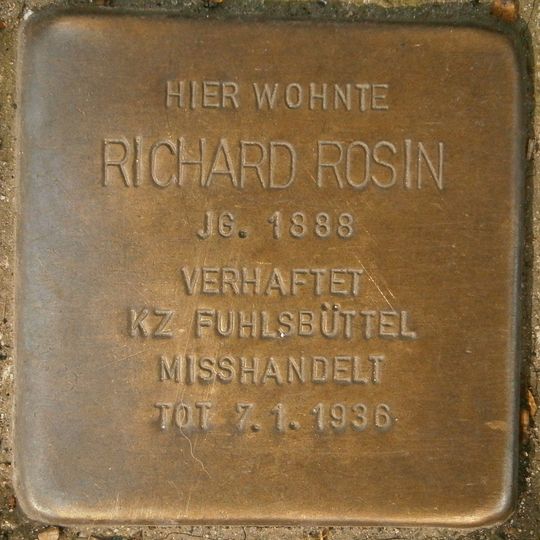 HIER WOHNTE
RICHARD ROSIN
JG. 1888
VERHAFTET
KZ FUHLSBÜTTEL
MISSHANDELT
TOT 7.1.1936